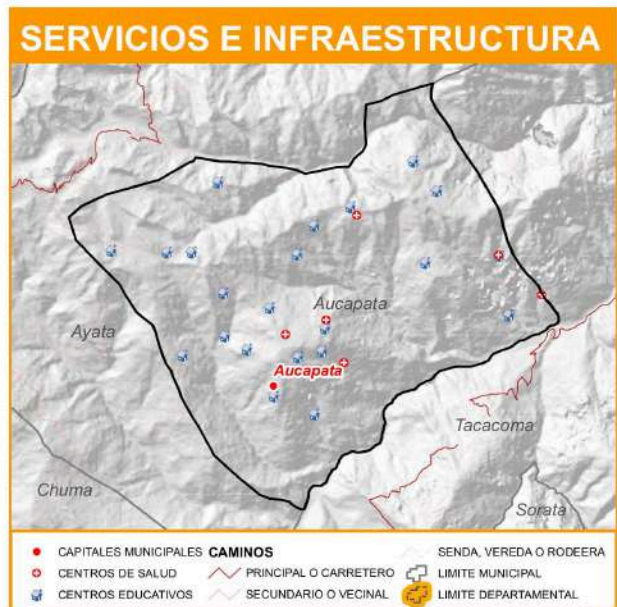 SERVICIOS E INFRAESTRUCTURA
Aucapata
Ayata
Aucapata
Tacacoma
Chuma
Sorata
CAPITALES MUNICIPALES
CENTROS DE SALUD
CENTROS EDUCATIVOS
CAMINOS
PRINCIPAL O CARRETERO
SECUNDARIO O VECINAL
SENDA, VEREDA O RODEERA
LIMITE MUNICIPAL
LIMITE DEPARTAMENTAL